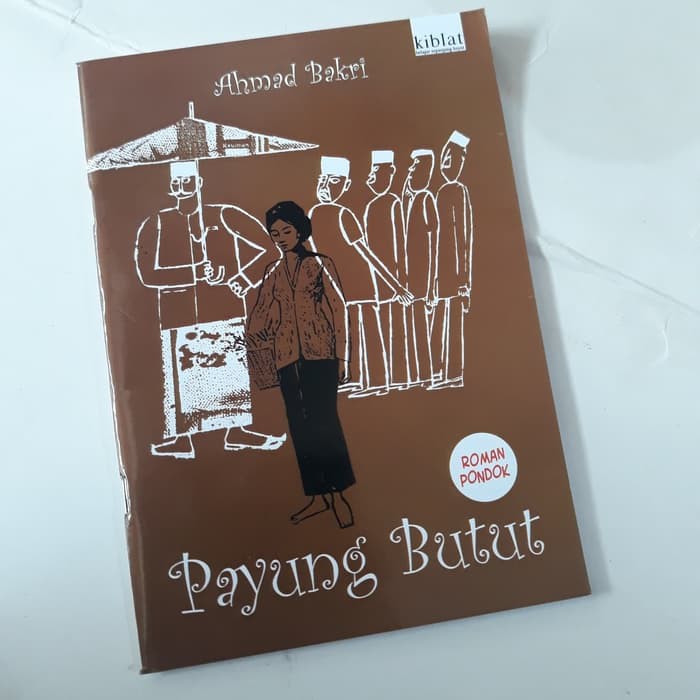 kiblat
Ahmad Bakri
ROMAN
PONDOK
Payung Butut